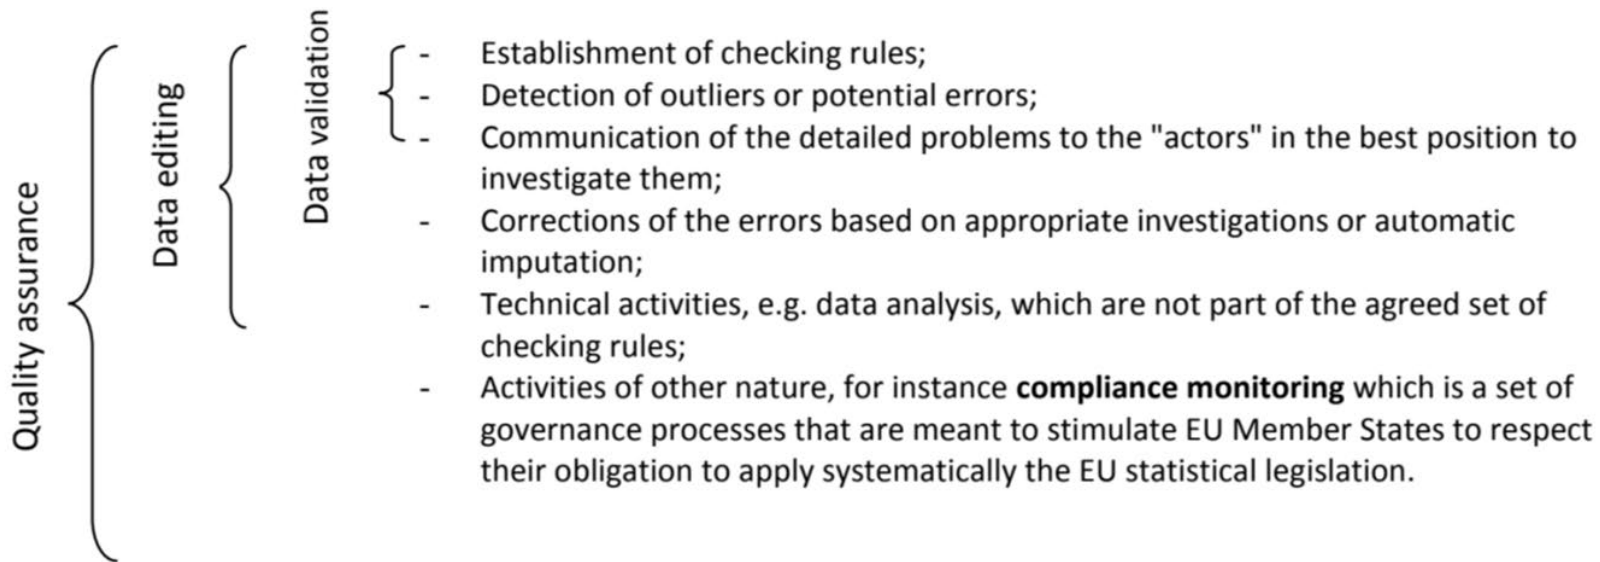 Quality assurance
Data editing
Data validation
- Establishment of checking rules;
- Detection of outliers or potential errors;
- Communication of the detailed problems to the "actors" in the best position to
investigate them;
- Corrections of the errors based on appropriate investigations or automatic
imputation;
- Technical activities, e.g. data analysis, which are not part of the agreed set of
checking rules;
- Activities of other nature, for instance compliance monitoring which is a set of
governance processes that are meant to stimulate EU Member States to respect
their obligation to apply systematically the EU statistical legislation.